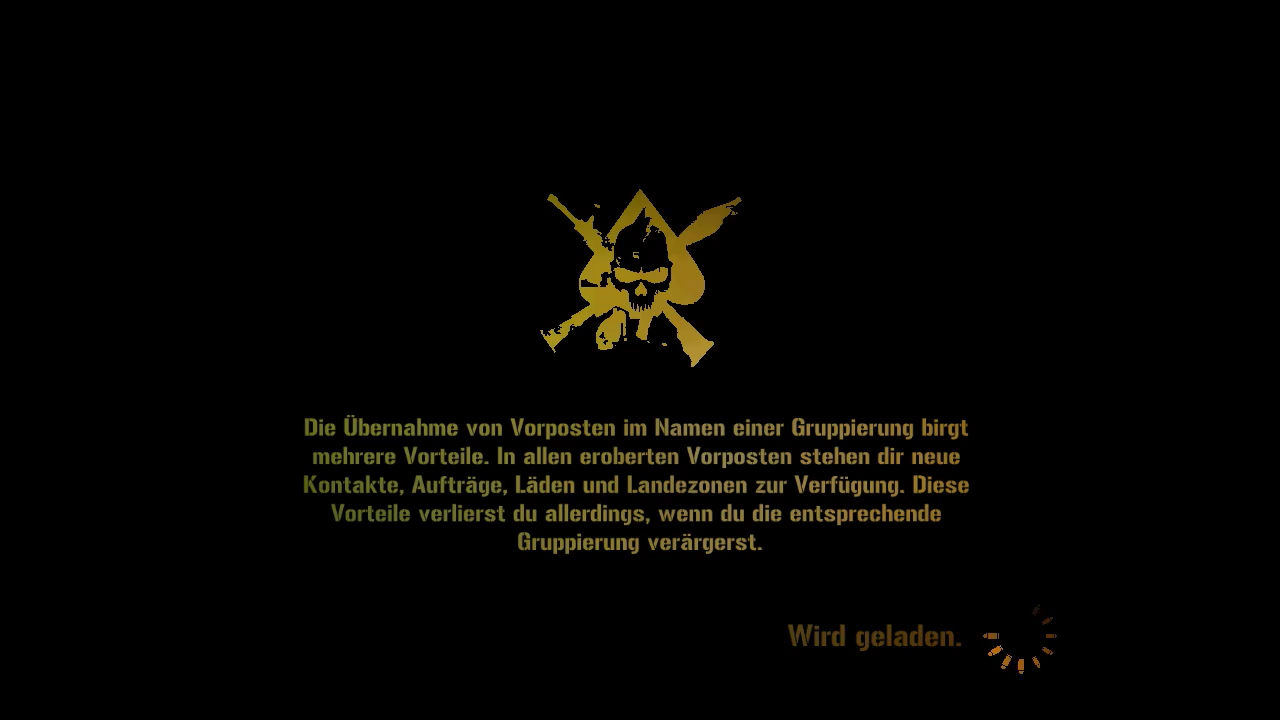 Die Übernahme von Vorposten im Namen einer Gruppierung birgt
mehrere Vorteile. In allen eroberten Vorposten stehen dir neue
Kontakte, Aufträge, Läden und Landezonen zur Verfügung. Diese
Vorteile verlierst du allerdings, wenn du die entsprechende
Gruppierung verärgerst.
Wird geladen.